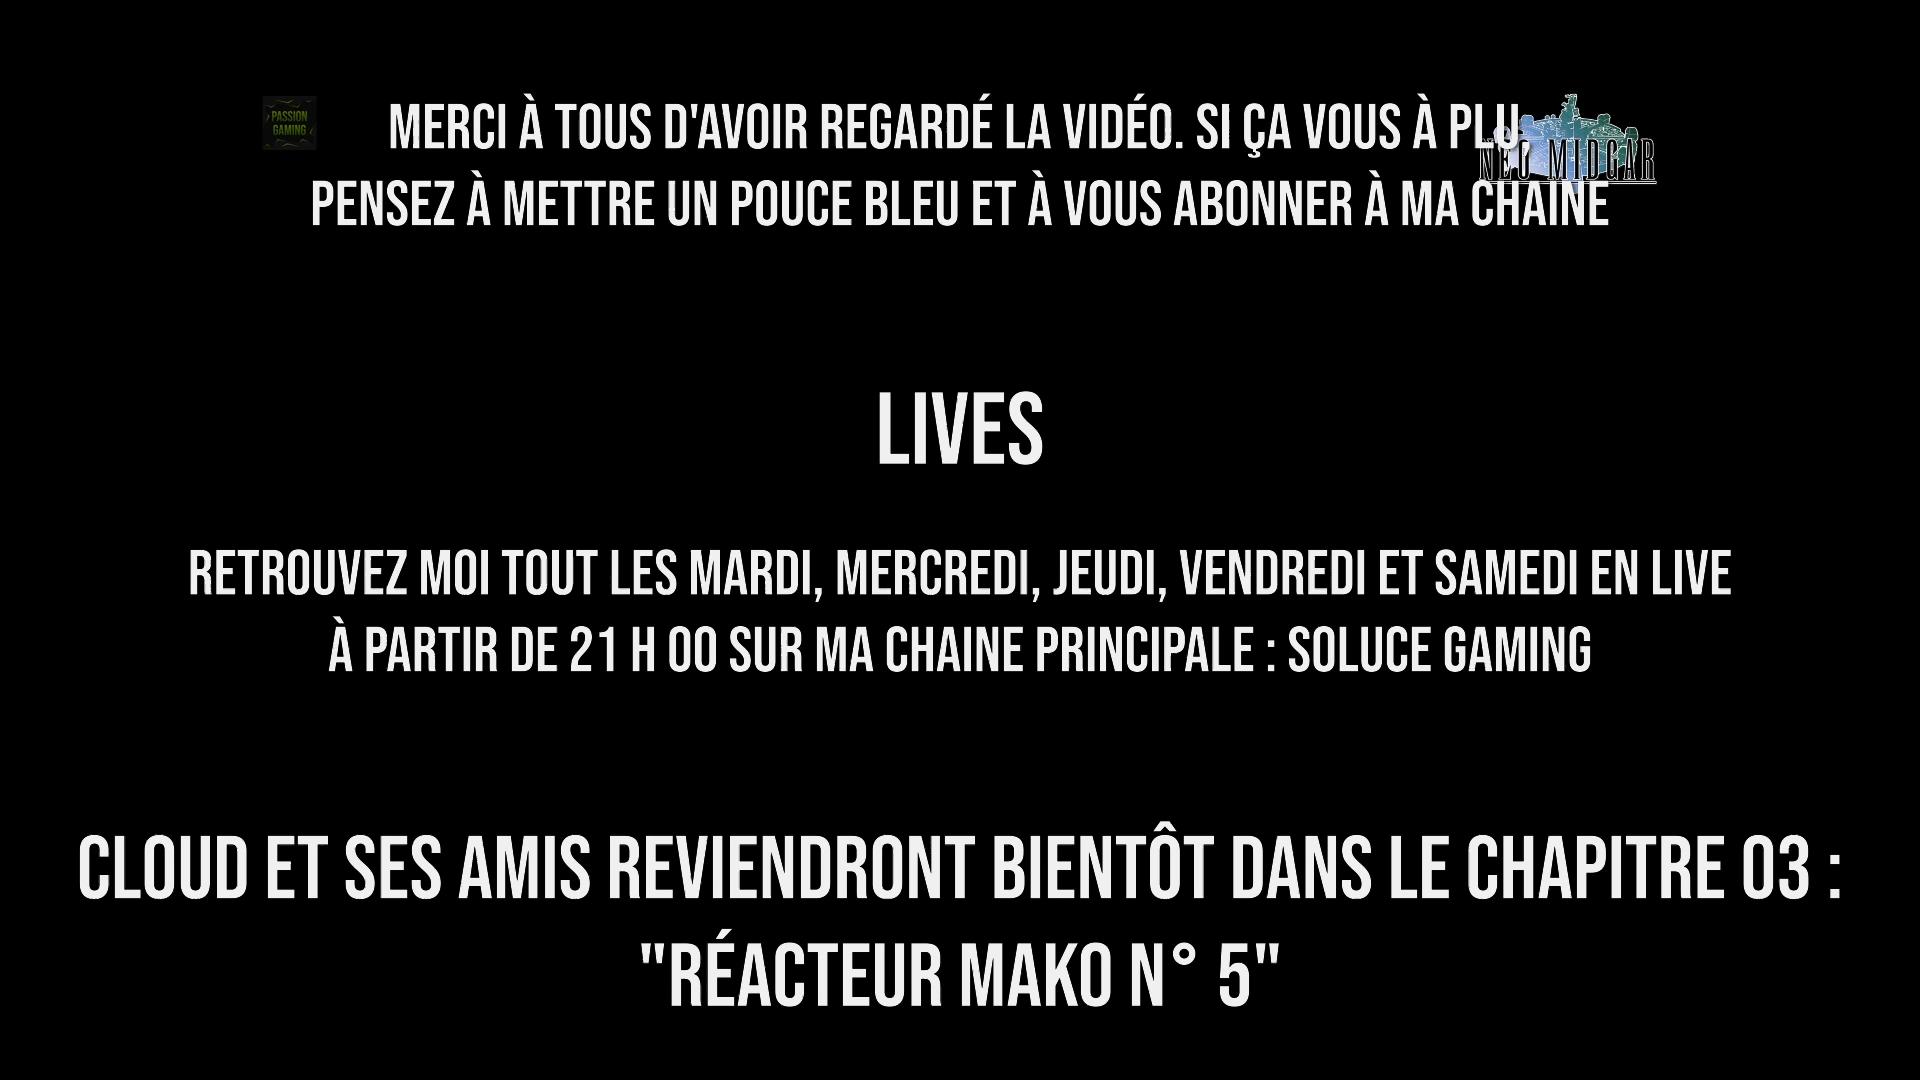 PASSION
GAMING
MERCI À TOUS D'AVOIR REGARDÉ LA VIDÉO. SI ÇA VOUS À PLU,
NEO MIDGAR
PENSEZ À METTRE UN POUCE BLEU ET À VOUS ABONNER À MA CHAINE
LIVES
RETROUVEZ MOI TOUT LES MARDI, MERCREDI, JEUDI, VENDREDI ET SAMEDI EN LIVE
À PARTIR DE 21 H 00 SUR MA CHAINE PRINCIPALE : SOLUCE GAMING
CLOUD ET SES AMIS REVIENDRONT BIENTÔT DANS LE CHAPITRE 03 :
"RÉACTEUR MAKO N° 5"